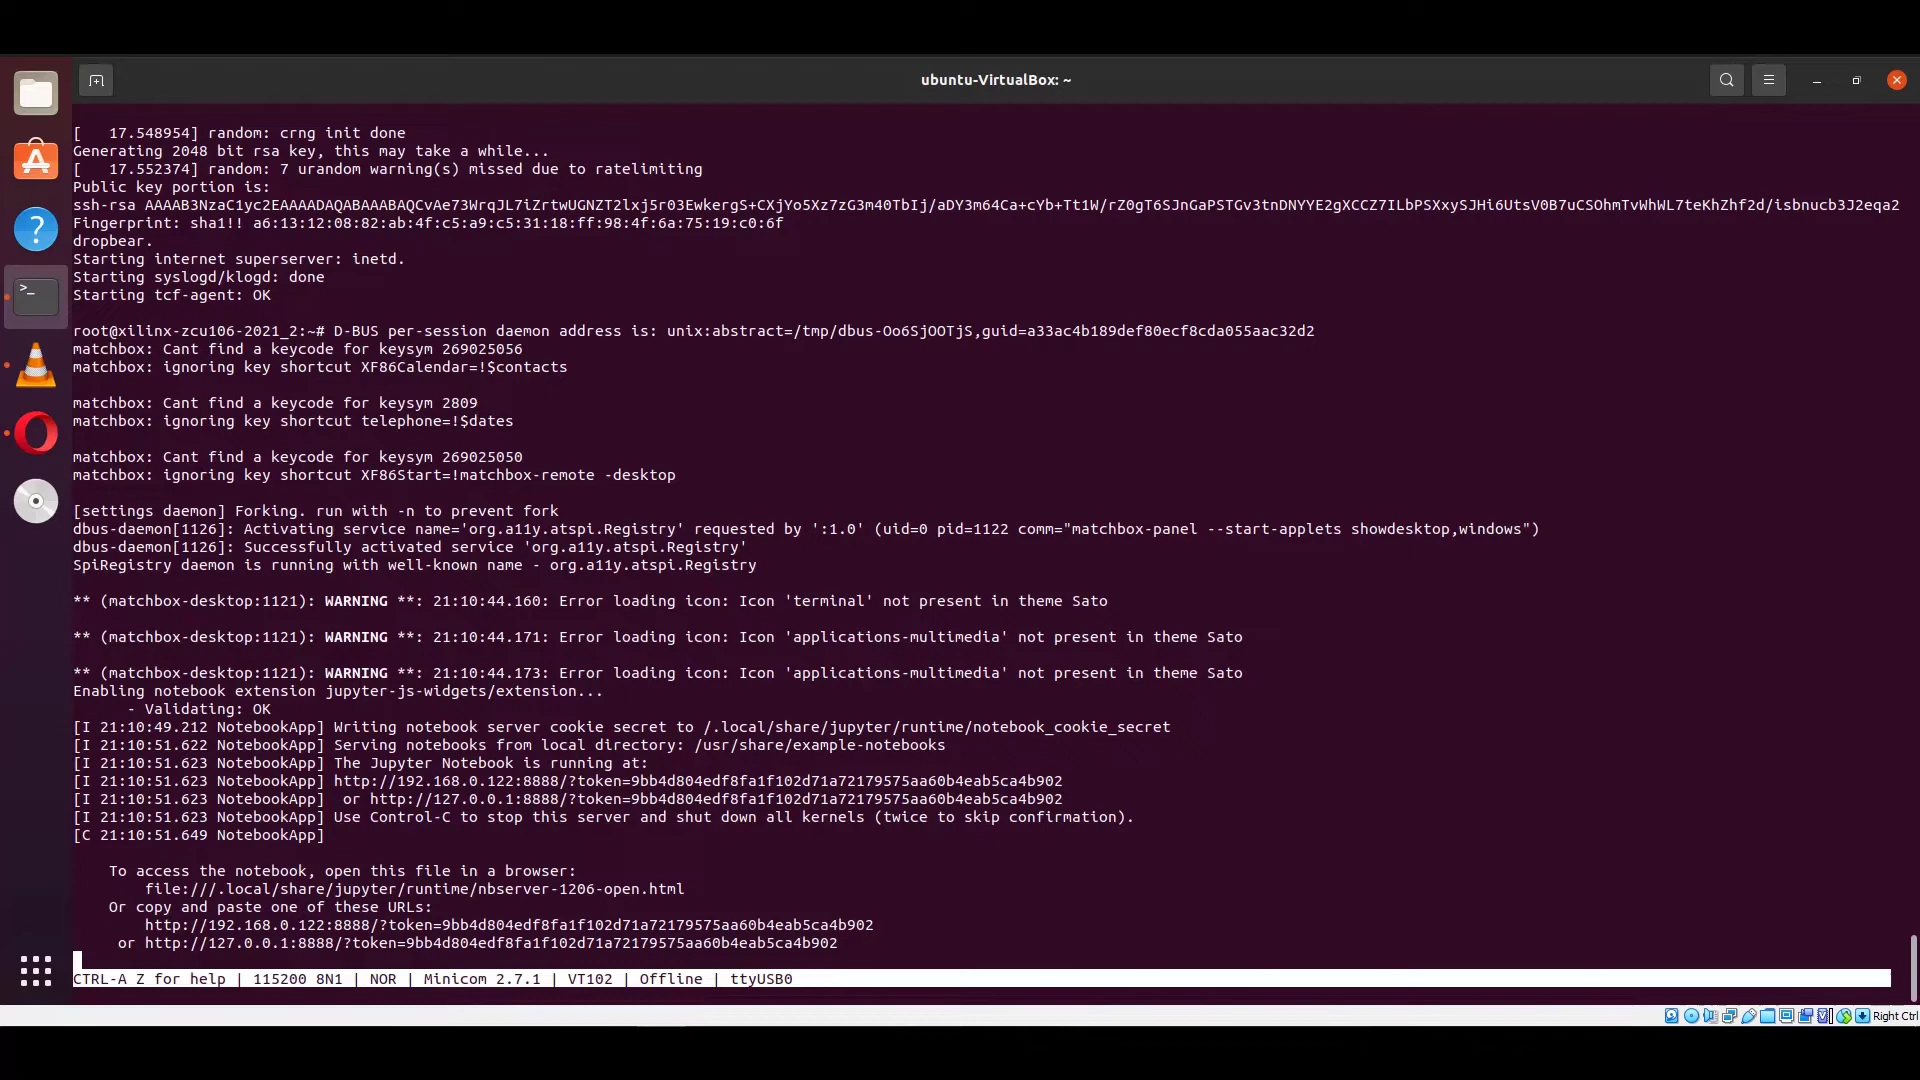 ubuntu-VirtualBox: ~
[   17.548954] random: crng init done
Generating 2048 bit rsa key, this may take a while...
[   17.552374] random: 7 urandom warning(s) missed due to ratelimiting
Public key portion is:
ssh-rsa AAAAB3NzaC1yc2EAAAADAQABAAABAQCvAe73WrqJL7iZrtwUGNZT2lxj5r03EwkergS+CXjYo5Xz7zG3m40TbIj/aDY3m64Ca+cYb+Tt1W/rZ0gT6SJnGaPSTGv3tnDNYYE2gXCCZ7ILbPSXxySJHi6UtsV0B7uCSOhmTvWhWL7teKhZhf2d/isbnucb3J2eqa2
Fingerprint: sha1!! a6:13:12:08:82:ab:4f:c5:a9:c5:31:18:ff:98:4f:6a:75:19:c0:6f
dropbear.
Starting internet superserver: inetd.
Starting syslogd/klogd: done
Starting tcf-agent: OK
root@xilinx-zcu106-2021_2:~# D-BUS per-session daemon address is: unix:abstract=/tmp/dbus-Oo6SjOOTjS,guid=a33ac4b189def80ecf8cda055aac32d2
matchbox: Cant find a keycode for keysym 269025056
matchbox: ignoring key shortcut XF86Calendar=!$contacts
matchbox: Cant find a keycode for keysym 2809
matchbox: ignoring key shortcut telephone=!$dates
matchbox: Cant find a keycode for keysym 269025050
matchbox: ignoring key shortcut XF86Start=!matchbox-remote -desktop
[settings daemon] Forking. run with -n to prevent fork
dbus-daemon[1126]: Activating service name='org.a11y.atspi.Registry' requested by ':1.0' (uid=0 pid=1122 comm="matchbox-panel --start-applets showdesktop,windows")
dbus-daemon[1126]: Successfully activated service 'org.a11y.atspi.Registry'
SpiRegistry daemon is running with well-known name - org.a11y.atspi.Registry
** (matchbox-desktop:1121): WARNING **: 21:10:44.160: Error loading icon: Icon 'terminal' not present in theme Sato
** (matchbox-desktop:1121): WARNING **: 21:10:44.171: Error loading icon: Icon 'applications-multimedia' not present in theme Sato
** (matchbox-desktop:1121): WARNING **: 21:10:44.173: Error loading icon: Icon 'applications-multimedia' not present in theme Sato
Enabling notebook extension jupyter-js-widgets/extension...
      - Validating: OK
[I 21:10:49.212 NotebookApp] Writing notebook server cookie secret to /.local/share/jupyter/runtime/notebook_cookie_secret
[I 21:10:51.622 NotebookApp] Serving notebooks from local directory: /usr/share/example-notebooks
[I 21:10:51.623 NotebookApp] The Jupyter Notebook is running at:
[I 21:10:51.623 NotebookApp] http://192.168.0.122:8888/?token=9bb4d804edf8fa1f102d71a72179575aa60b4eab5ca4b902
[I 21:10:51.623 NotebookApp]  or http://127.0.0.1:8888/?token=9bb4d804edf8fa1f102d71a72179575aa60b4eab5ca4b902
[I 21:10:51.623 NotebookApp] Use Control-C to stop this server and shut down all kernels (twice to skip confirmation).
[C 21:10:51.649 NotebookApp]
    To access the notebook, open this file in a browser:
        file:///.local/share/jupyter/runtime/nbserver-1206-open.html
    Or copy and paste one of these URLs:
        http://192.168.0.122:8888/?token=9bb4d804edf8fa1f102d71a72179575aa60b4eab5ca4b902
     or http://127.0.0.1:8888/?token=9bb4d804edf8fa1f102d71a72179575aa60b4eab5ca4b902
CTRL-A Z for help | 115200 8N1 | NOR | Minicom 2.7.1 | VT102 | Offline | ttyUSB0
Right Ctrl